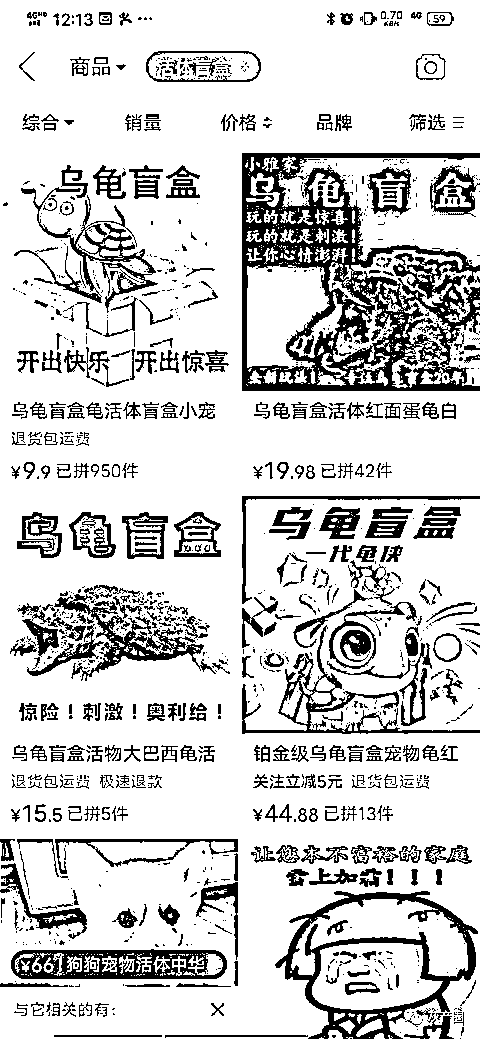 12:13
0.70
KB/s
4G
59
商品
活体盲盒
综合
销量
价格
品牌
筛选
乌龟盲盒
开出快乐 开出惊喜
乌龟盲盒龟活体盲盒小宠
退货包运费
¥9.9 已拼950件
小雅家
乌龟盲盒
玩的就是惊喜!
玩的就是刺激!
让你心情澎湃!
乌龟盲盒活体红面蛋龟白
¥19.98 已拼42件
乌龟盲盒
惊险!刺激!奥利给!
乌龟盲盒活物大巴西龟活
退货包运费 极速退款
¥15.5 已拼5件
乌龟盲盒
一代龟侠
铂金级乌龟盲盒宠物龟红
关注立减5元 退货包运费
¥44.88 已拼13件
¥661 狗狗宠物活体中华
让您本不富裕的家庭
雪上加霜!!!
与它相关的有: